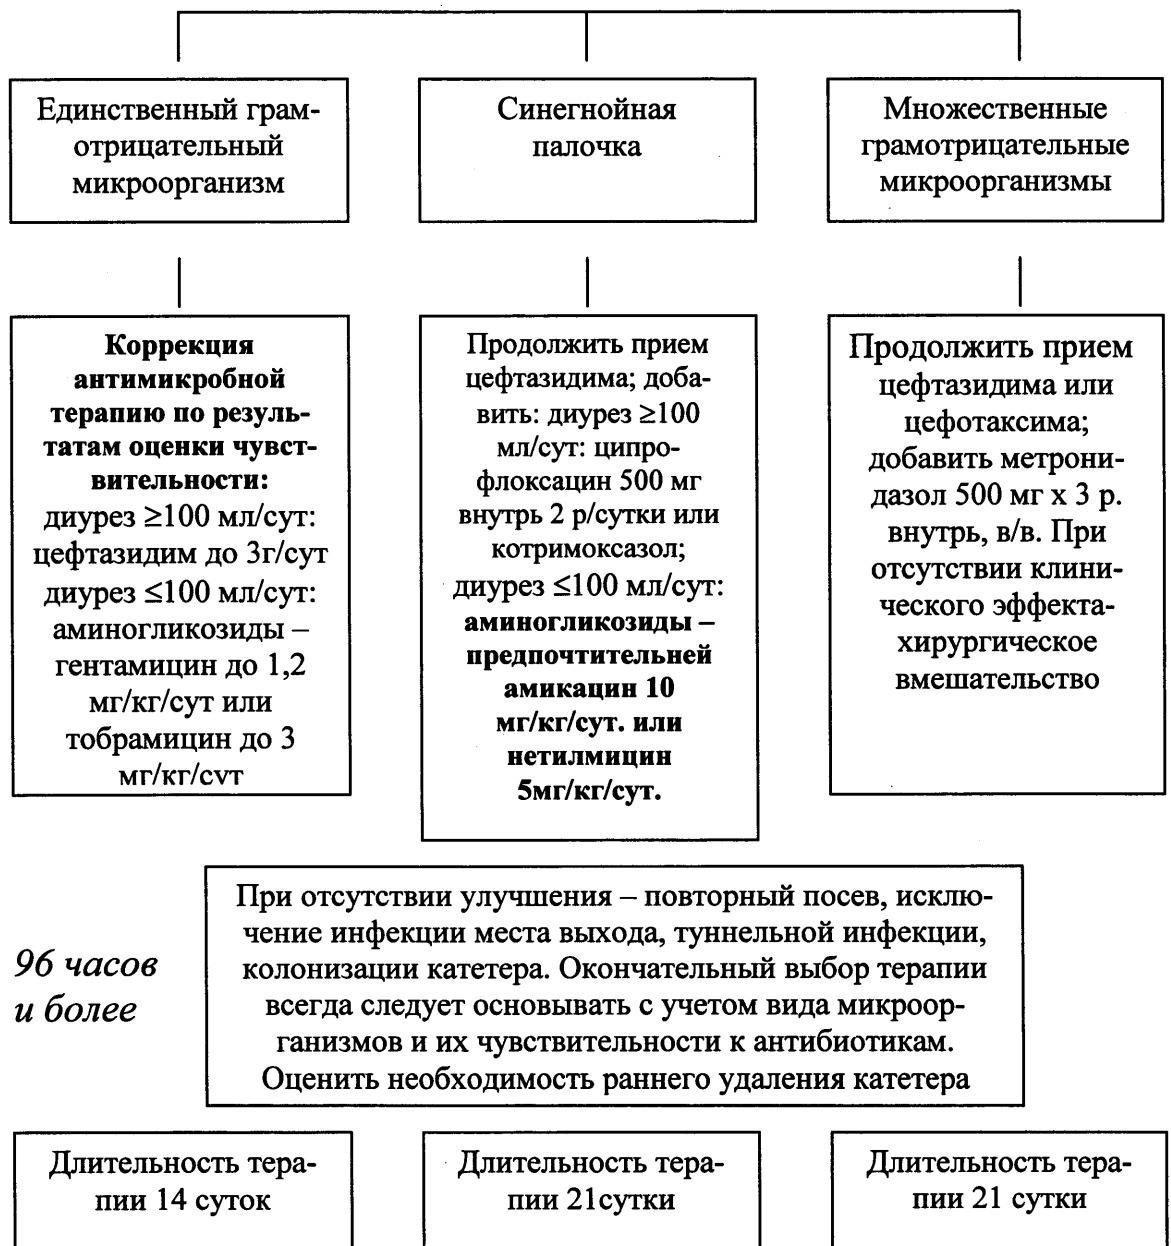 Единственный грам-
отрицательный
микроорганизм
Синегнойная
палочка
Множественные
грамотрицательные
микроорганизмы
Коррекция
антимикробной
терапию по резуль-
татам оценки чувст-
вительности:
диурез ≥100 мл/сут:
цефтазидим до 3г/сут
диурез ≤100 мл/сут:
аминогликозиды –
гентамицин до 1,2
мг/кг/сут или
тобрамицин до 3
мг/кг/сут
Продолжить прием
цефтазидима; доба-
вить: диурез ≥100
мл/сут: ципро-
флоксацин 500 мг
внутрь 2 р/сутки или
котримоксазол;
диурез ≤100 мл/сут:
аминогликозиды –
предпочтительней
амикацин 10
мг/кг/сут. или
нетилмицин
5мг/кг/сут.
Продолжить прием
цефтазидима или
цефотаксима;
добавить метрони-
дазол 500 мг х 3 р.
внутрь, в/в. При
отсутствии клини-
ческого эффекта-
хирургическое
вмешательство
96 часов
и более
При отсутствии улучшения – повторный посев, исклю-
чение инфекции места выхода, туннельной инфекции,
колонизации катетера. Окончательный выбор терапии
всегда следует основывать с учетом вида микроор-
ганизмов и их чувствительности к антибиотикам.
Оценить необходимость раннего удаления катетера
Длительность тера-
пии 14 суток
Длительность тера-
пии 21сутки
Длительность тера-
пии 21 сутки